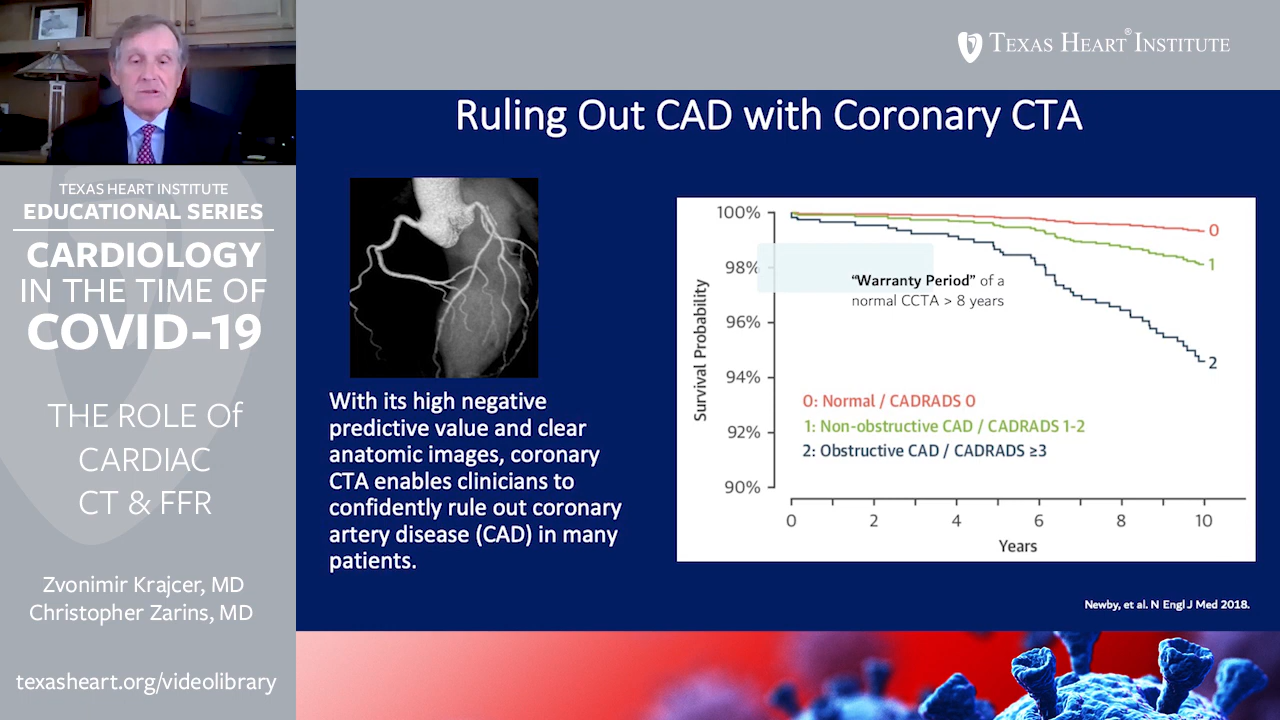 TEXAS HEART® INSTITUTE
TEXAS HEART INSTITUTE
EDUCATIONAL SERIES
CARDIOLOGY
IN THE TIME OF
COVID-19
THE ROLE Of
CARDIAC
CT & FFR
Zvonimir Krajcer, MD
Christopher Zarins, MD
texasheart.org/videolibrary
Ruling Out CAD with Coronary CTA
With its high negative
predictive value and clear
anatomic images, coronary
CTA enables clinicians to
confidently rule out coronary
artery disease (CAD) in many
patients.
Survival Probability
100%
98%
96%
94%
92%
90%
0
1
2
"Warranty Period" of a
normal CCTA > 8 years
0: Normal / CADRADS 0
1: Non-obstructive CAD / CADRADS 1-2
2: Obstructive CAD / CADRADS ≥3
0 2 4 6 8 10
Years
Newby, et al. N Engl J Med 2018.